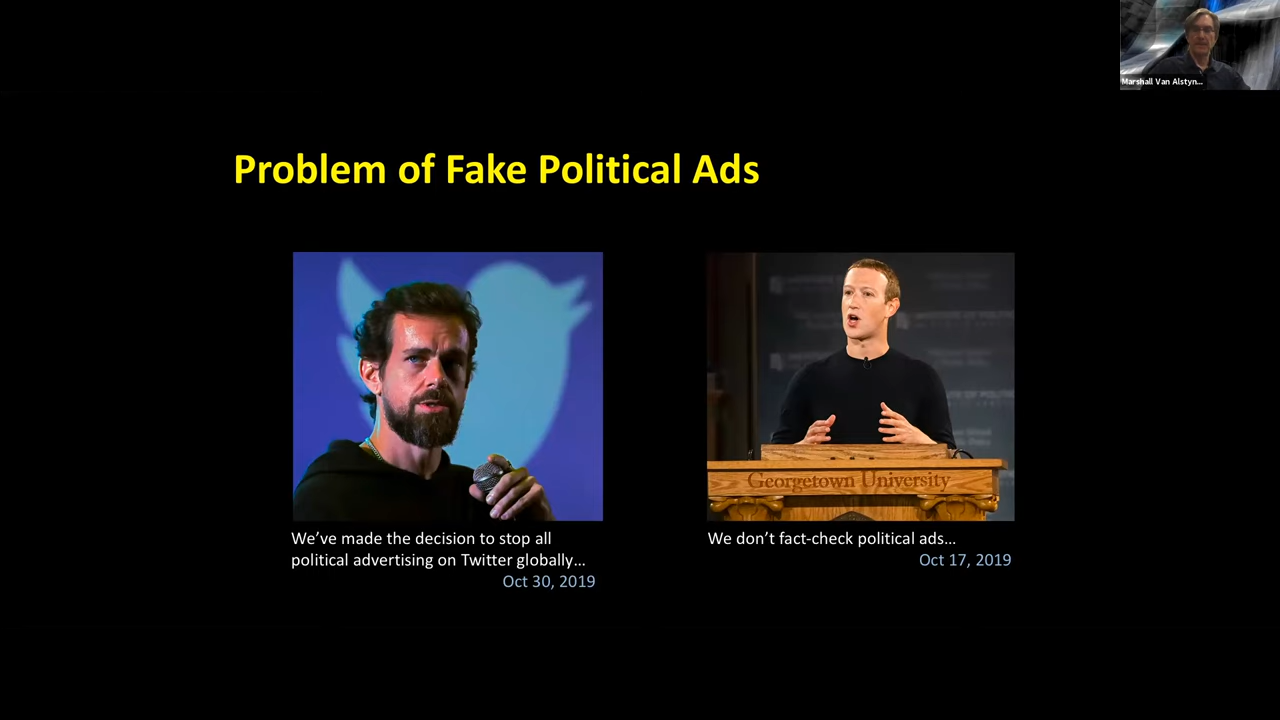 Marshall Van Alstyn...
Problem of Fake Political Ads
Georgetown University
We've made the decision to stop all
political advertising on Twitter globally...
Oct 30, 2019
We don't fact-check political ads...
Oct 17, 2019